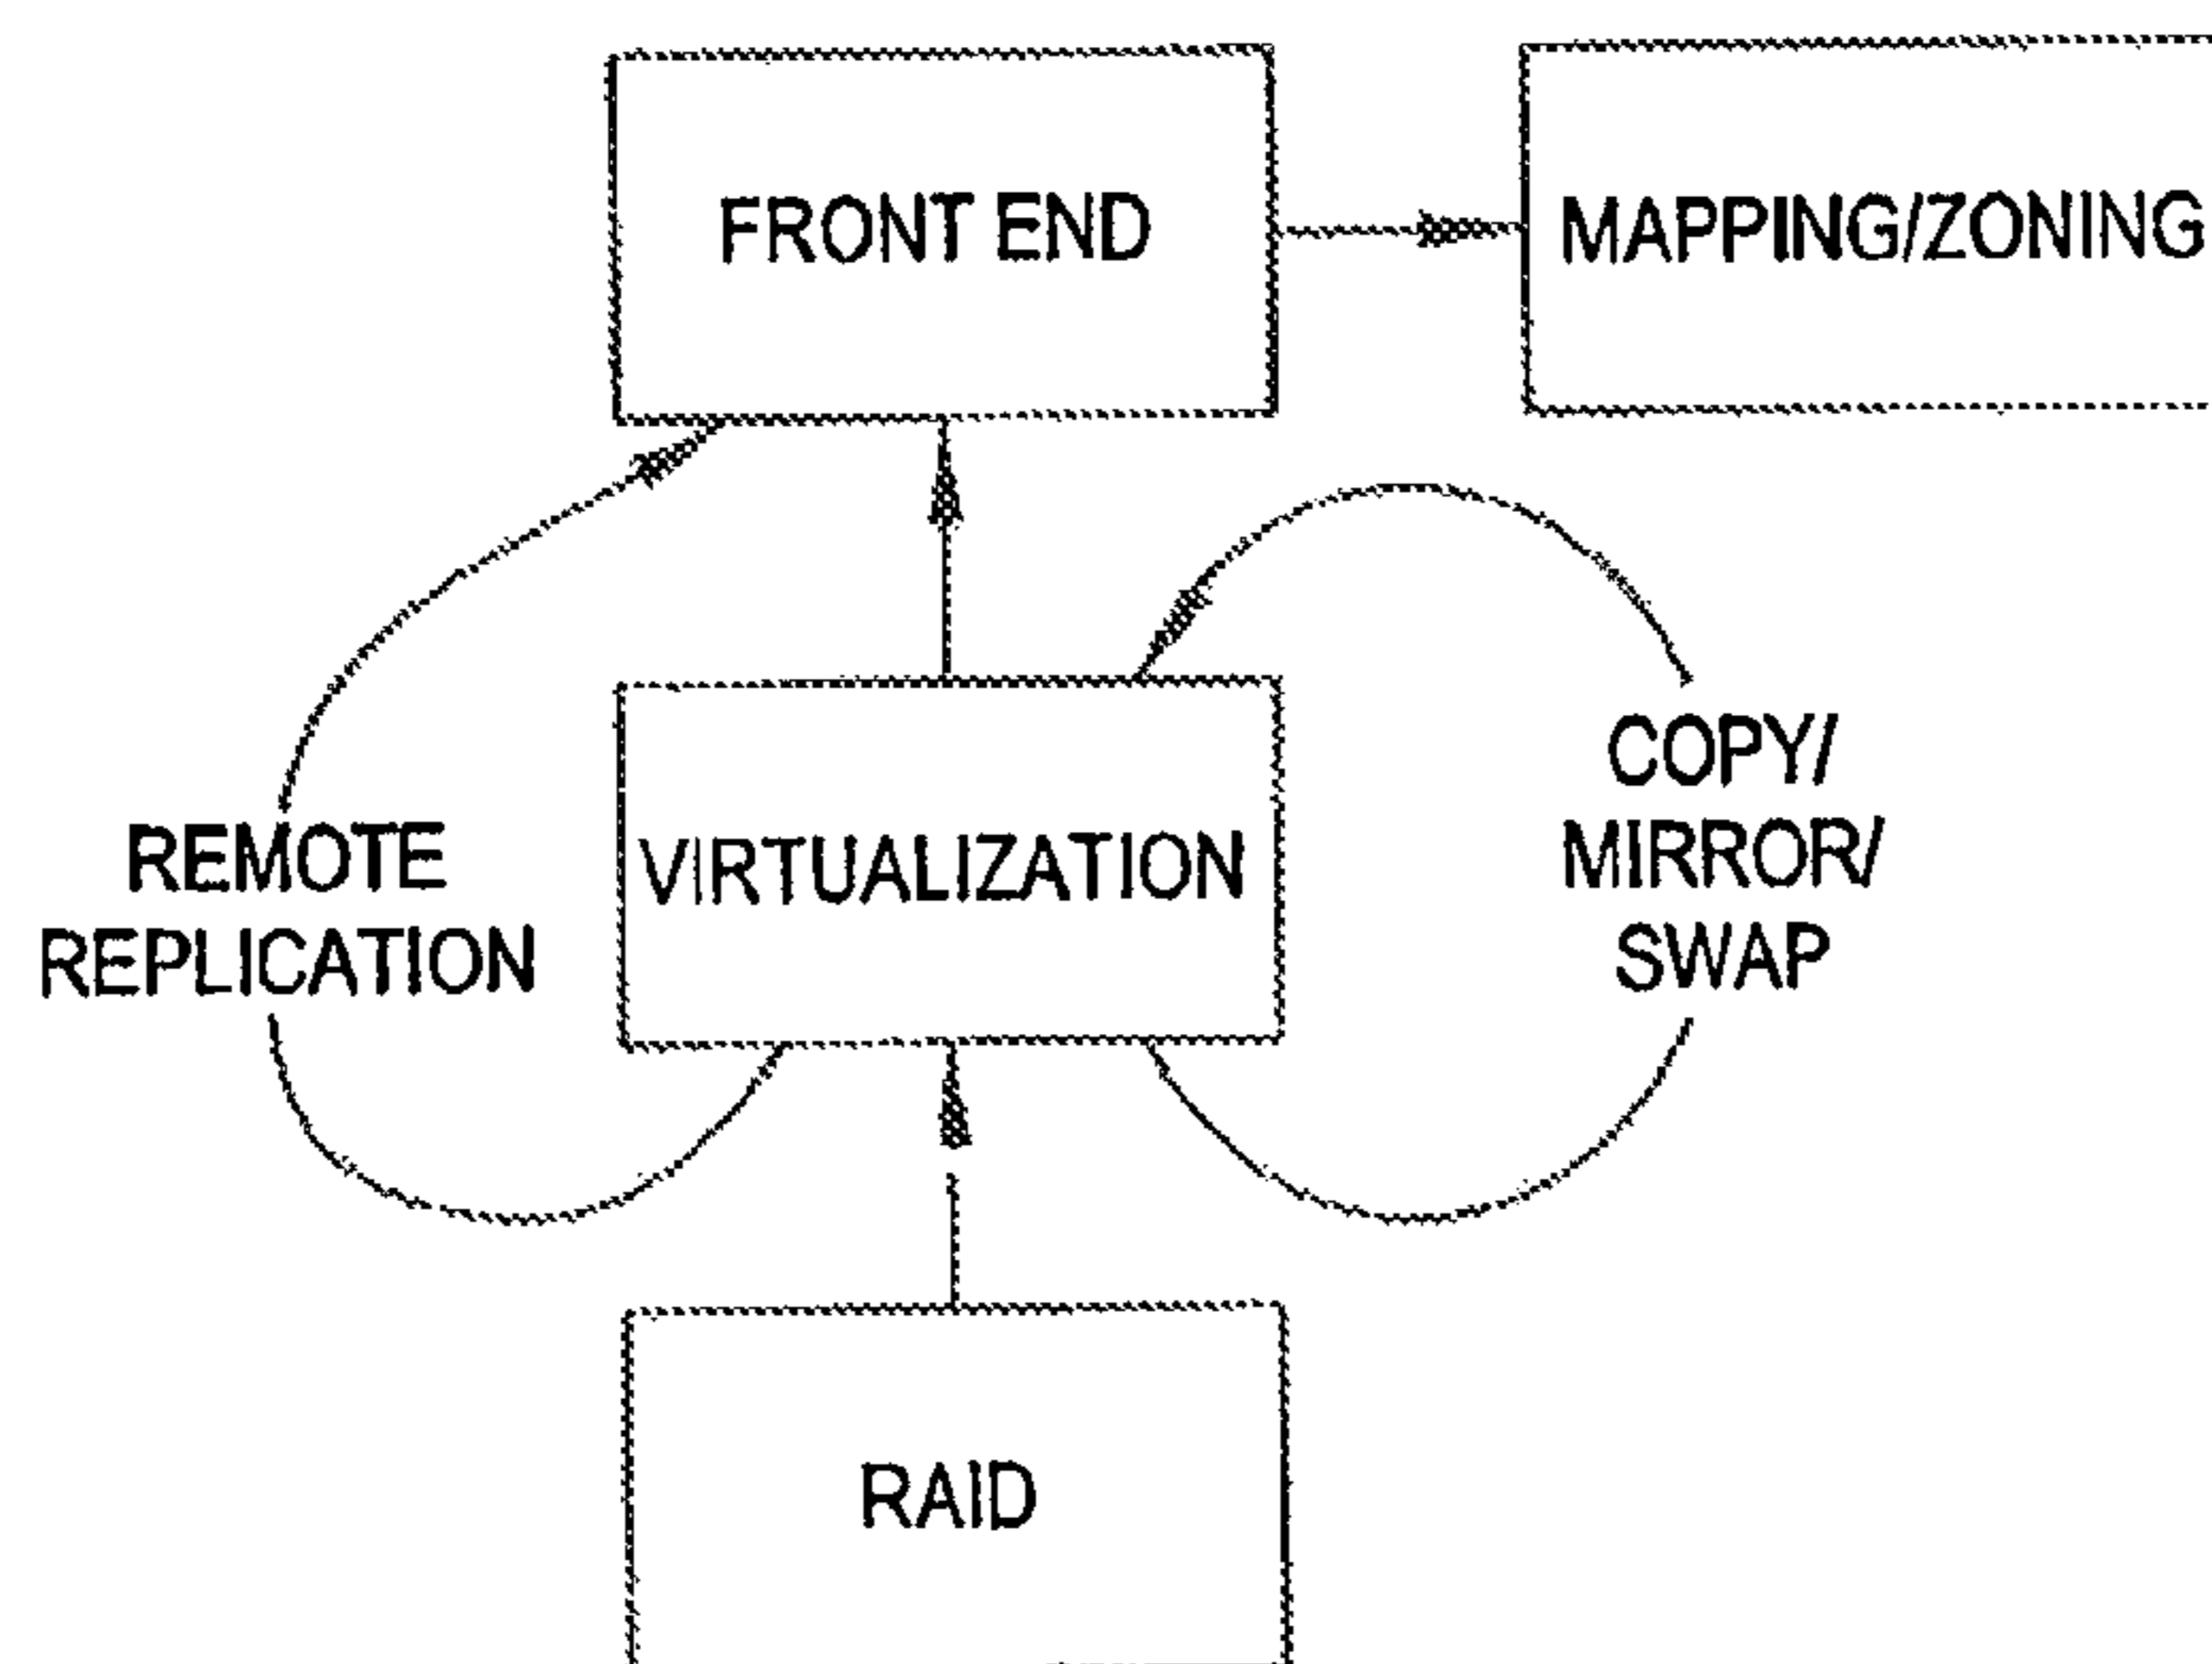 FRONT END
MAPPING/ZONING
REMOTE
REPLICATION
VIRTUALIZATION
COPY/
MIRROR/
SWAP
RAID